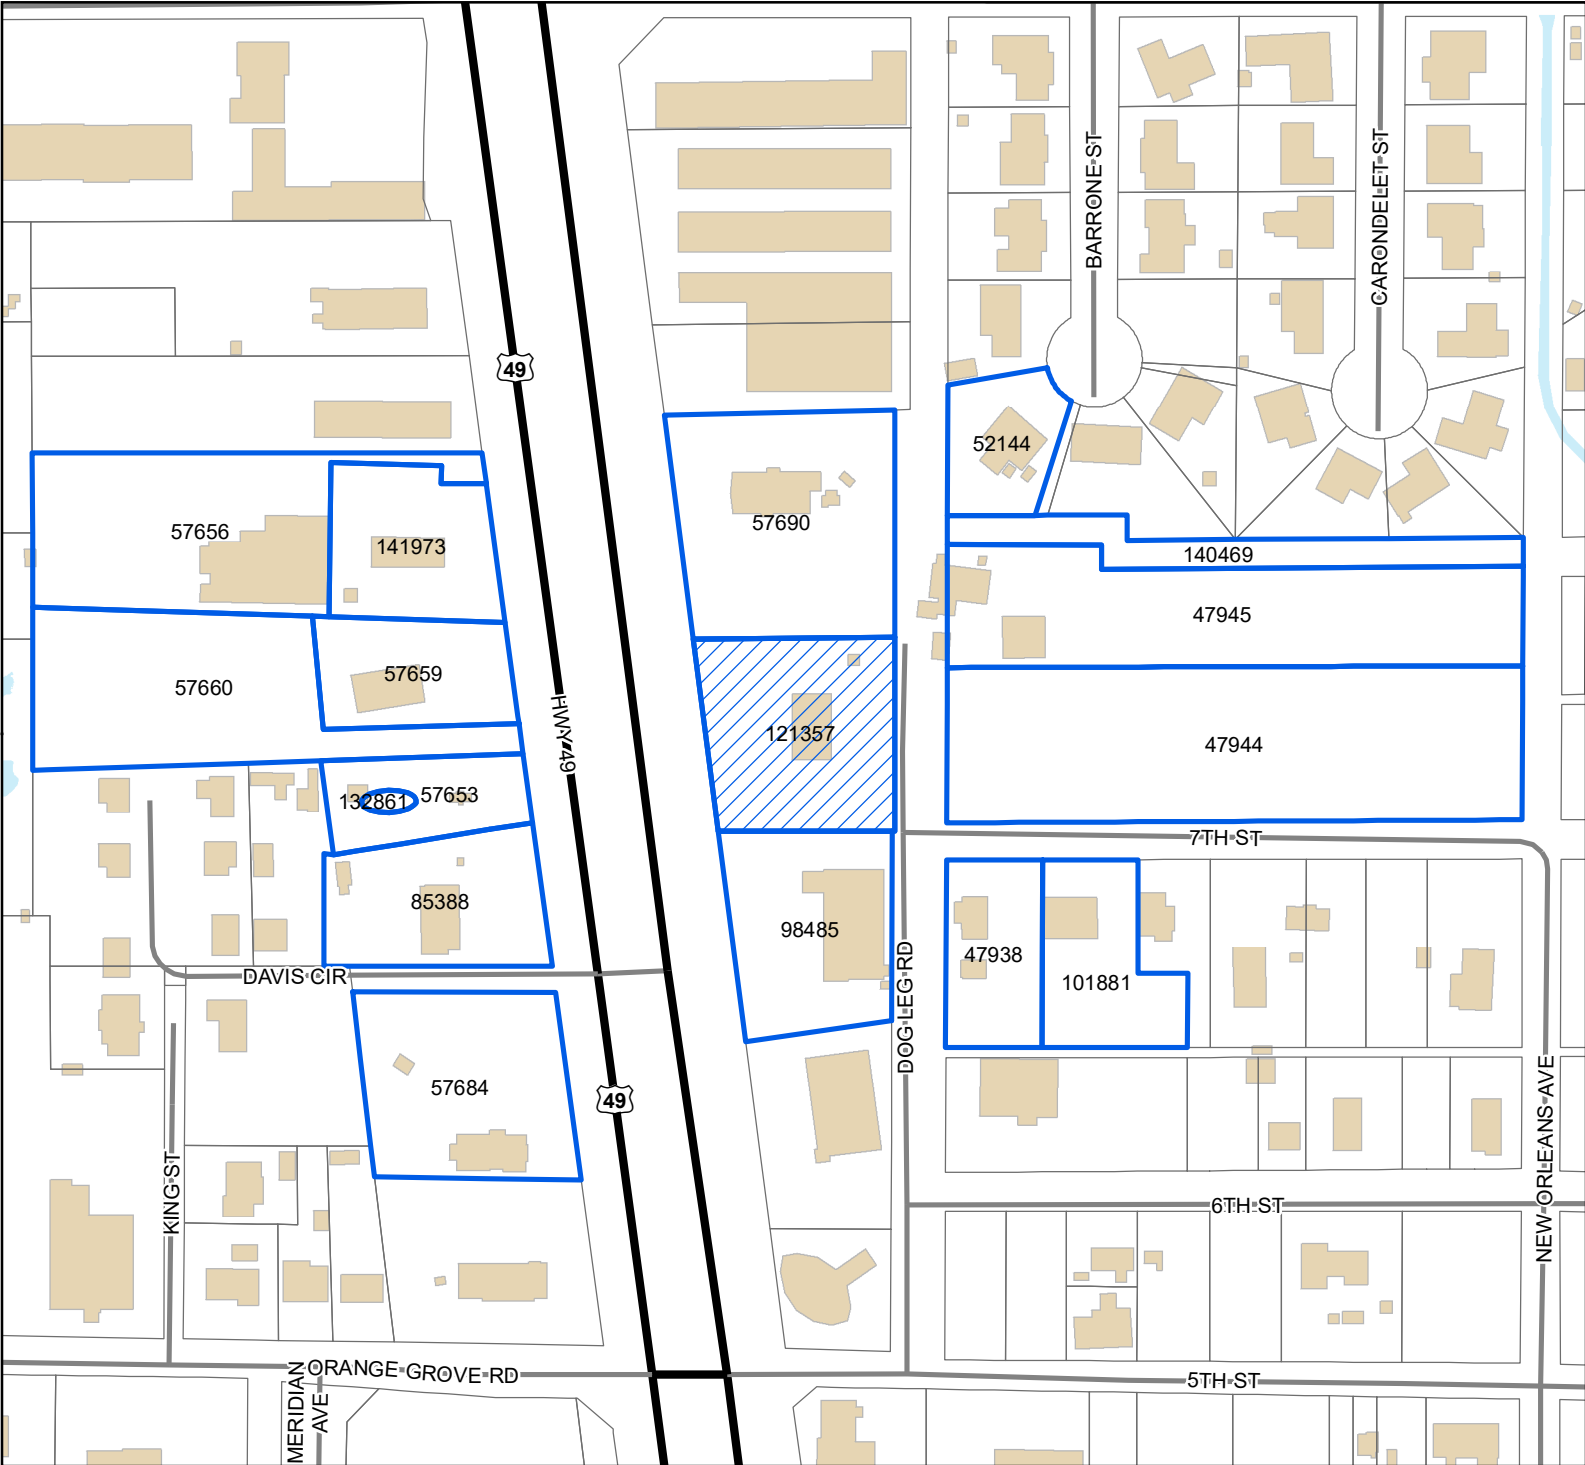 BARRONE ST
CARONDELET ST
49
52144
57656
57690
141973
140469
47945
57659
57660
HWY 49
121357
47944
132861
57653
7TH ST
85388
98485
47938
101881
DAVIS CIR
DOG LEG RD
57684
49
NEW ORLEANS AVE
KING ST
6TH ST
ORANGE GROVE RD
5TH ST
MERIDIAN
AVE